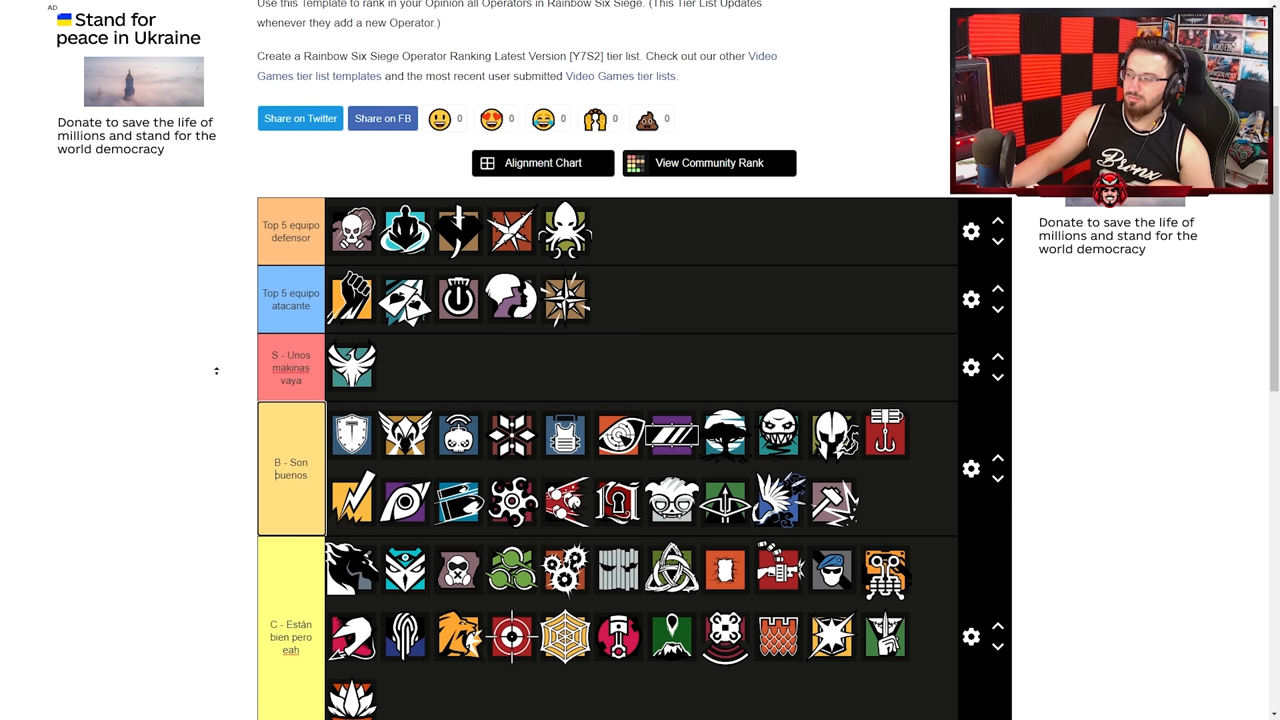 AD
Stand for
peace in Ukraine
Donate to save the life of
millions and stand for the
world democracy
Use this Template to rank in your Opinion all Operators in Rainbow Six Siege. (This Tier List Updates
whenever they add a new Operator.)
Create a Rainbow Six Siege Operator Ranking Larest Version [Y7S2] tier list. Check out our other Video
Games tier list templates and the most recent user submitted Video Games tier lists.
Share on Twitter
Share on FB
0
0
0
0
0
Alignment Chart
View Community Rank
Bronx
Donate to save the life of
millions and stand for the
world democracy
Top 5 equipo
defensor
Top 5 equipo
atacante
S - Unos
makinas
vaya
B - Son
buenos
C - Están
bien pero
eah